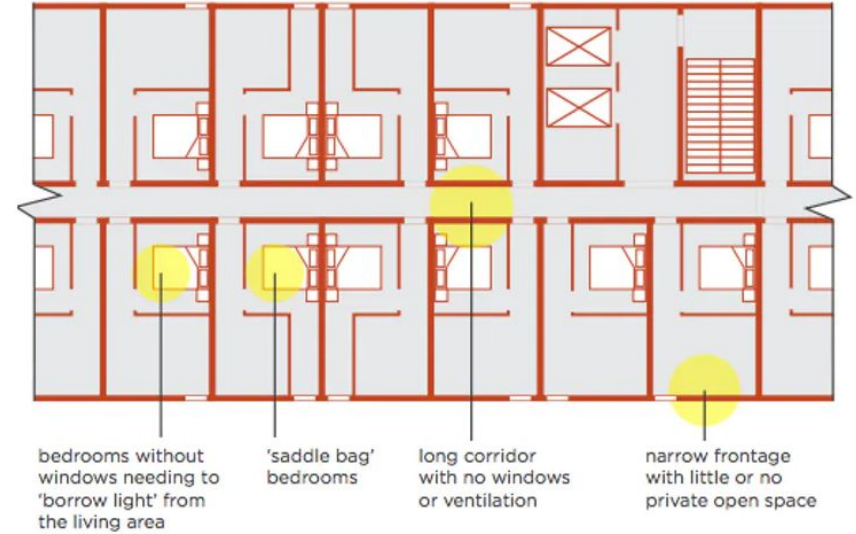 bedrooms without
windows needing to
'borrow light' from
the living area
'saddle bag'
bedrooms
long corridor
with no windows
or ventilation
narrow frontage
with little or no
private open space